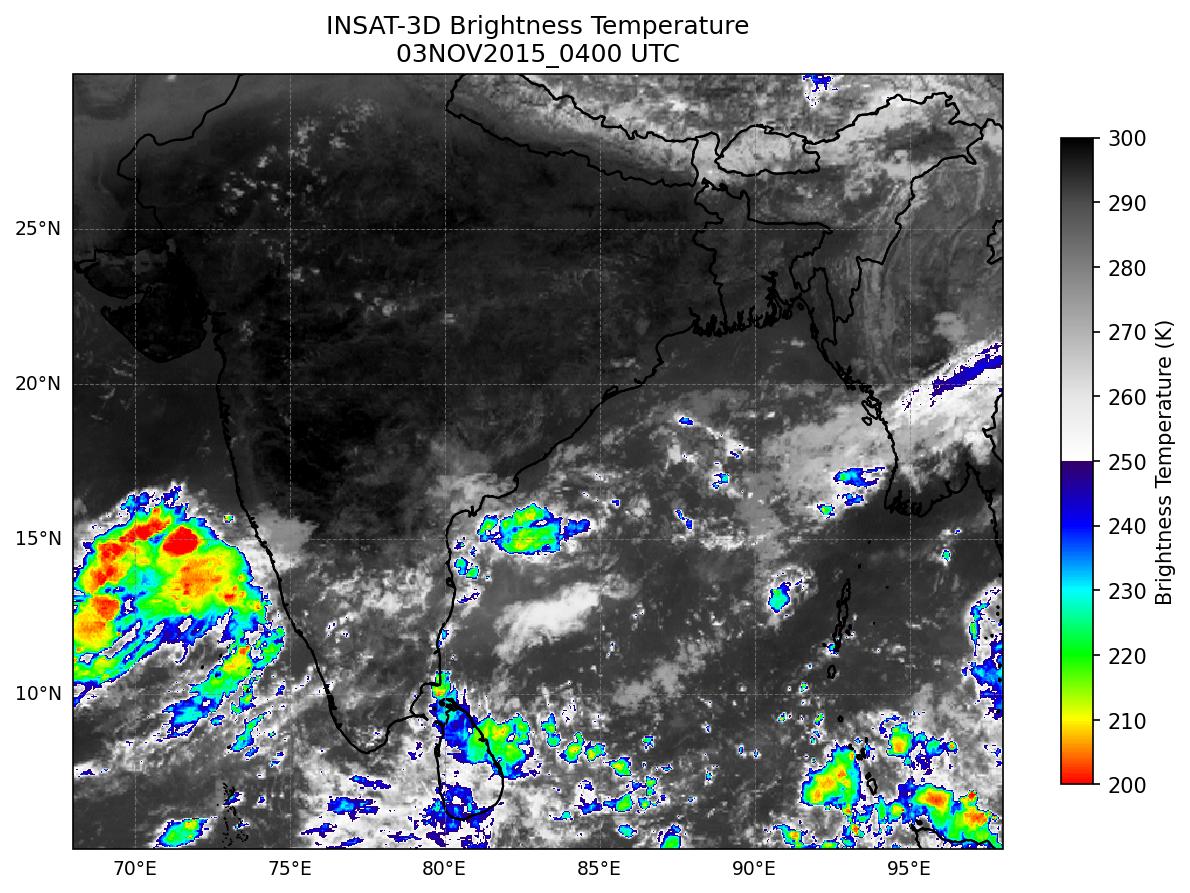 INSAT-3D Brightness Temperature
03NOV2015_0400 UTC
25°N
20°N
15°N
10°N
70°E
75°E
80°E
85°E
90°E
95°E
300
290
280
270
260
250
240
230
220
210
200
Brightness Temperature (K)